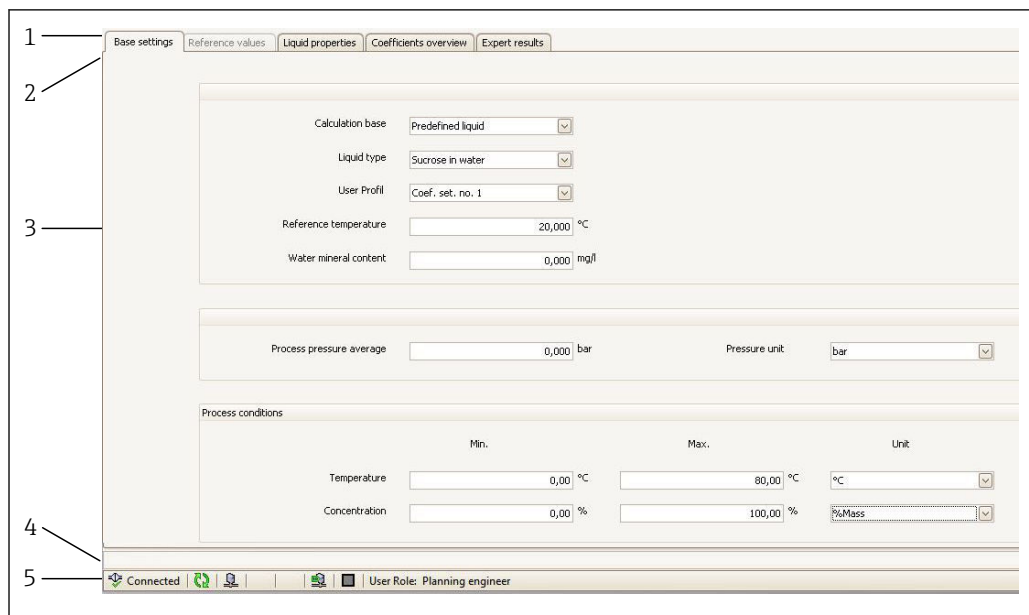 1
Base settings Reference values Liquid properties Coefficients overview Expert results
2
Calculation base Predefined liquid
Liquid type Sucrose in water
User Profil Coef. set. no. 1
3
Reference temperature 20,000 °C
Water mineral content 0,000 mg/l
Process pressure average 0,000 bar Pressure unit bar
Process conditions
Min. Max. Unit
Temperature 0,00 °C 80,00 °C °C
Concentration 0,00 % 100,00 % %Mass
4
5
Connected User Role: Planning engineer